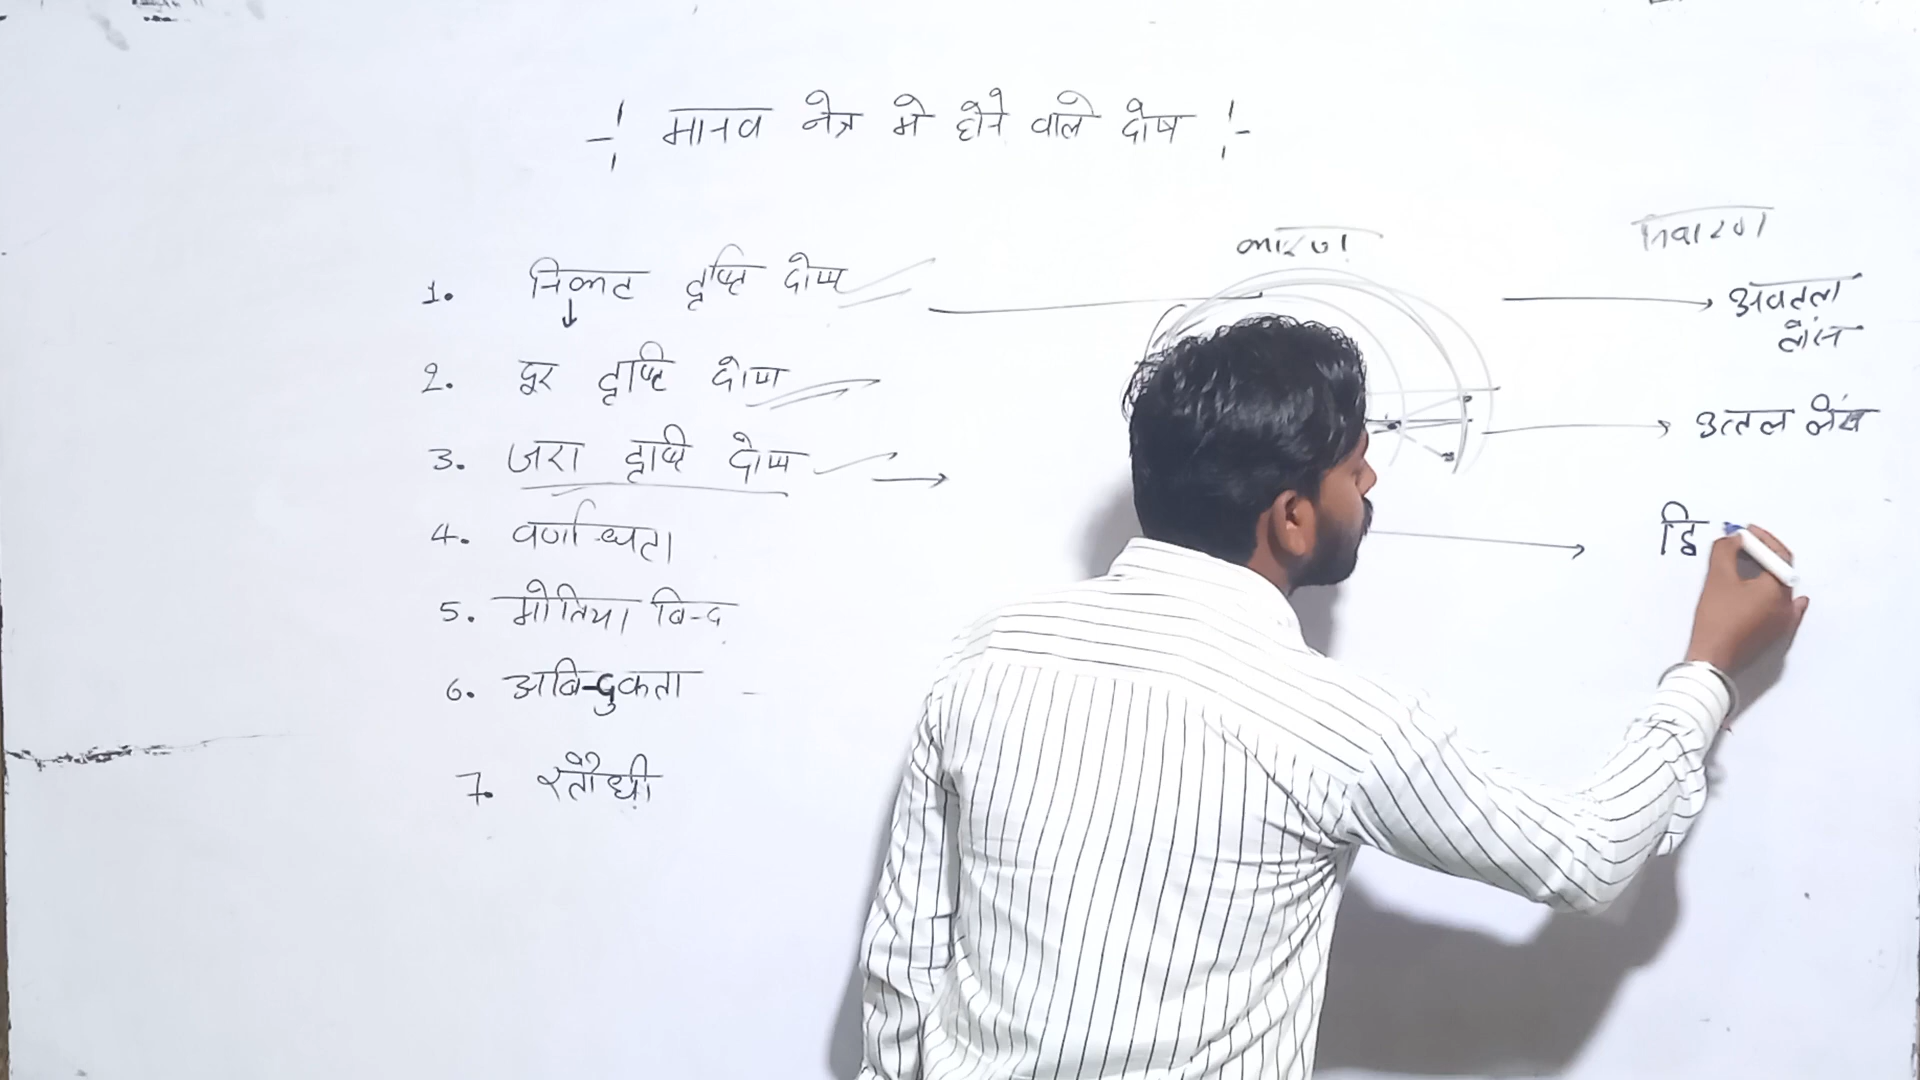 मानव नेत्र मे होने वाले दोष
कारण
निवारण
1. निकट दृष्टि दोष
अवतल
लेंस
2. दूर दृष्टि दोष
उत्तल लेंस
3. जरा दृष्टि दोष
द्वि
4. वर्णान्धता
5. मोतिया बिन्द
6. अबिन्दुकता
7. रतौधी